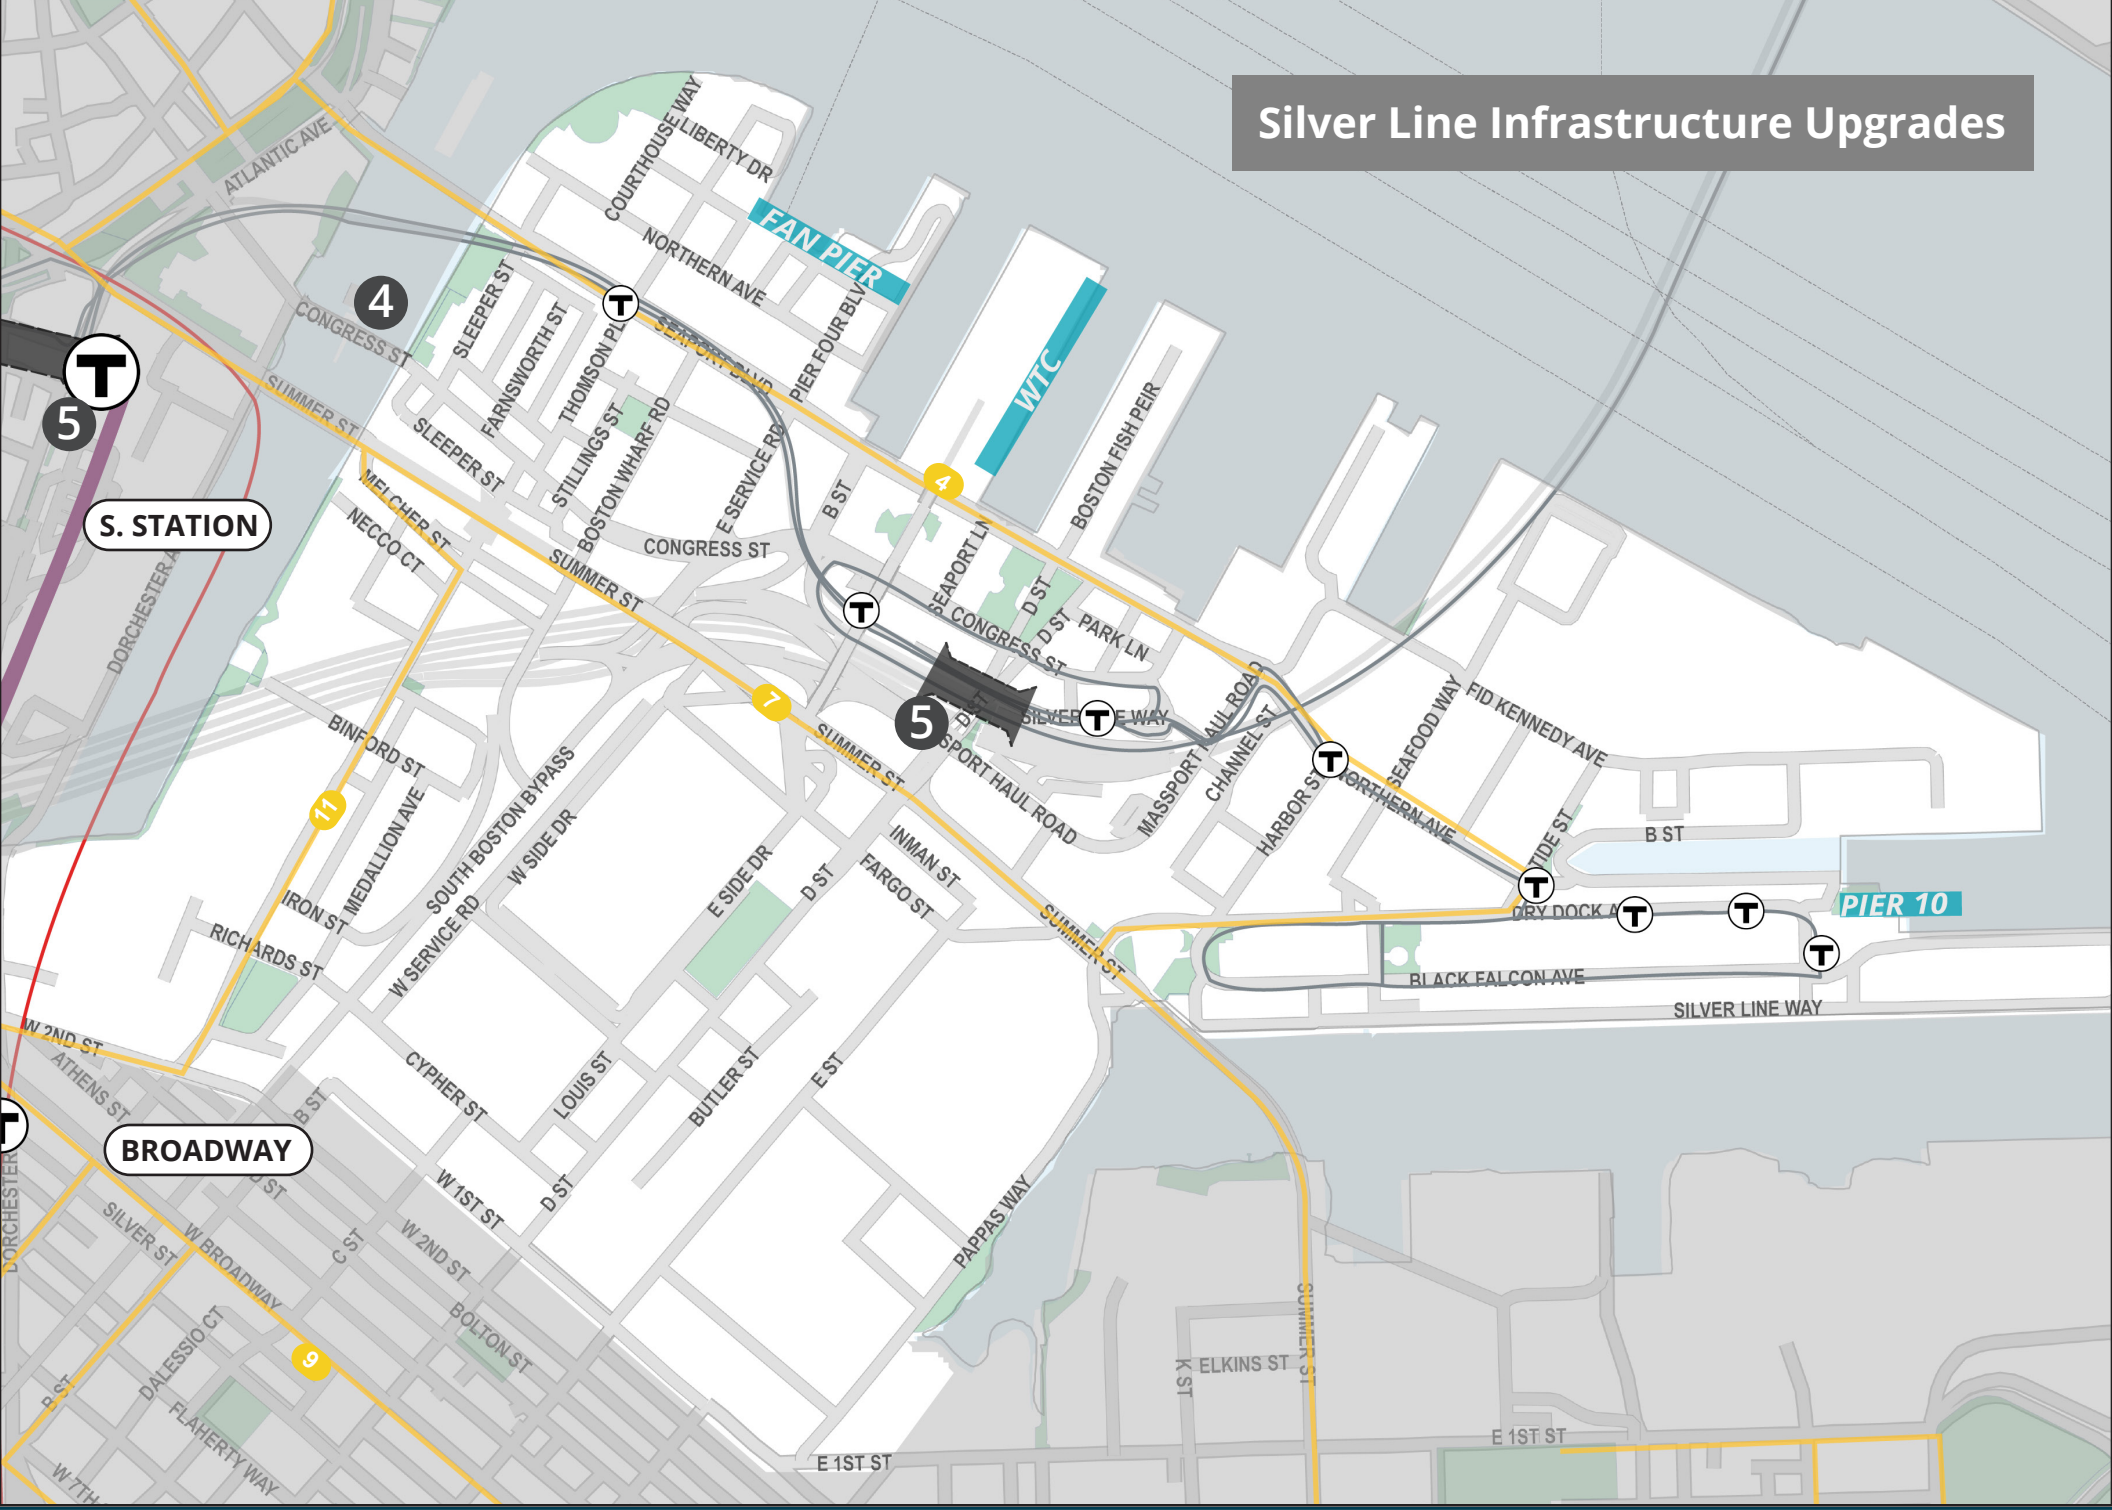 Silver Line Infrastructure Upgrades
ATLANTIC AVE
COURTHOUSE WAY
LIBERTY DR
FAN PIER
NORTHERN AVE
SLEEPER ST
4
CONGRESS ST
T
FARNSWORTH ST
THOMSON PL
SEAPORT BLVD
PIER FOUR BLV
WTC
BOSTON FISH PEIR
T
5
SUMMER ST
SLEEPER ST
STILLINGS ST
BOSTON WHARF RD
E SERVICE RD
B ST
4
S. STATION
MELCHER ST
NECCO CT
SUMMER ST
CONGRESS ST
SEAPORT LN
D ST
D ST
PARK LN
CONGRESS ST
T
DORCHESTER A
7
5
D ST
SILVER
E WAY
T
MASSPORT HAUL ROAD
CHANNEL ST
T
SEAFOOD WAY
FID KENNEDY AVE
BINFORD ST
11
MEDALLION AVE
SOUTH BOSTON BYPASS
W SIDE DR
SUMMER ST
SPORT HAUL ROAD
HARBOR ST
NORTHERN AVE
TIDE ST
B ST
IRON ST
RICHARDS ST
W SERVICE RD
E SIDE DR
D ST
INMAN ST
FARGO ST
SUMMER ST
T
DRY DOCK A
T
T
PIER 10
T
BLACK FALCON AVE
SILVER LINE WAY
W 2ND ST
ATHENS ST
B ST
CYPHER ST
LOUIS ST
BUTLER ST
E ST
T
BROADWAY
DORCHESTER
D ST
W 1ST ST
D ST
PAPPAS WAY
SILVER ST
W BROADWAY
C ST
W 2ND ST
BOLTON ST
9
DALESSIO CT
B ST
FLAHERTY WAY
W 7TH
SUMMER ST
K ST
ELKINS ST
E 1ST ST
E 1ST ST